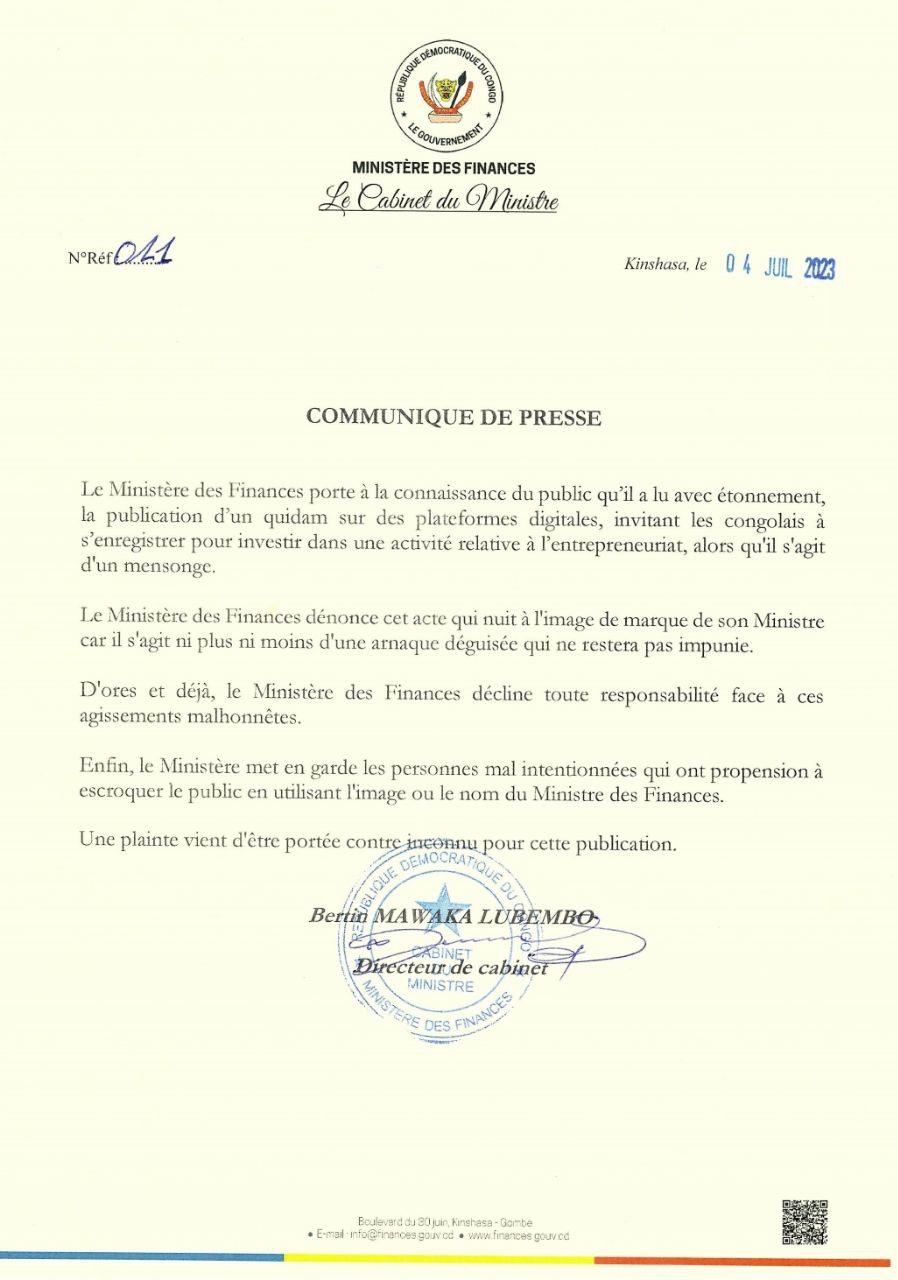 RÉPUBLIQUE DÉMOCRATIQUE DU CONGO
LE GOUVERNEMENT
MINISTÈRE DES FINANCES
Le Cabinet du Ministre
N°Réf 011
Kinshasa, le 04 JUIL 2023
COMMUNIQUE DE PRESSE
Le Ministère des Finances porte à la connaissance du public qu'il a lu avec étonnement,
la publication d'un quidam sur des plateformes digitales, invitant les congolais à
s'enregistrer pour investir dans une activité relative à l'entrepreneuriat, alors qu'il s'agit
d'un mensonge.
Le Ministère des Finances dénonce cet acte qui nuit à l'image de marque de son Ministre
car il s'agit ni plus ni moins d'une arnaque déguisée qui ne restera pas impunie.
D'ores et déjà, le Ministère des Finances décline toute responsabilité face à ces
agissements malhonnêtes.
Enfin, le Ministère met en garde les personnes mal intentionnées qui ont propension à
escroquer le public en utilisant l'image ou le nom du Ministre des Finances.
Une plainte vient d'être portée contre inconnu pour cette publication.
Bertin MAWAKA LUBEMBO
Directeur de cabinet
REPUBLIQUE DEMOCRATIQUE DU CONGO
CABINET
DU
MINISTRE
MINISTERE DES FINANCES
Boulevard du 30 juin, Kinshasa - Gombe
• E-mail : info@finances.gouv.cd • www.finances.gouv.cd